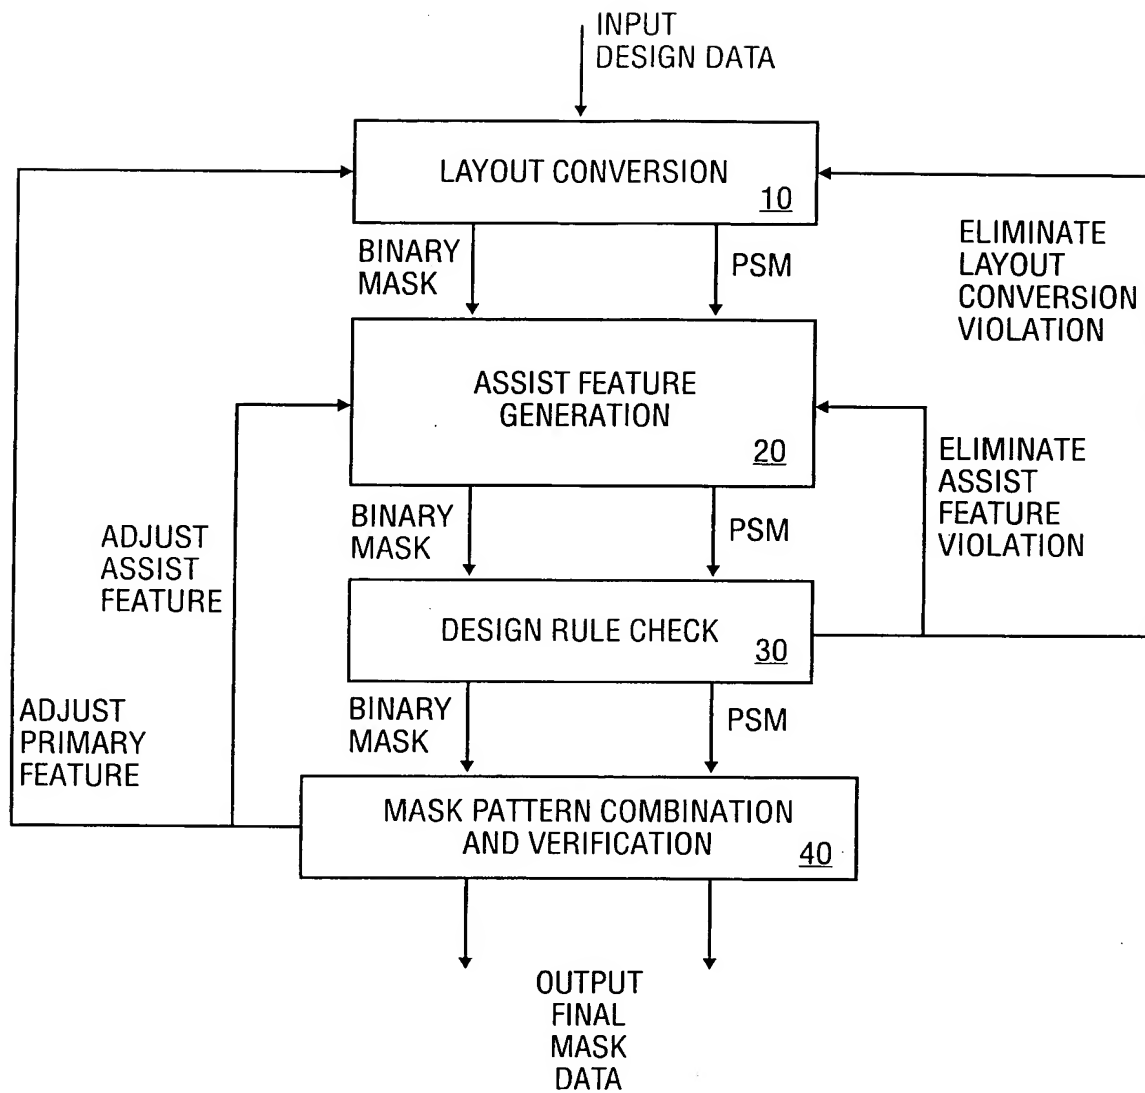 INPUT
DESIGN DATA
LAYOUT CONVERSION
10
BINARY
MASK
PSM
ELIMINATE
LAYOUT
CONVERSION
VIOLATION
ASSIST FEATURE
GENERATION
20
ELIMINATE
ASSIST
FEATURE
VIOLATION
BINARY
MASK
PSM
ADJUST
ASSIST
FEATURE
DESIGN RULE CHECK
30
BINARY
MASK
PSM
ADJUST
PRIMARY
FEATURE
MASK PATTERN COMBINATION
AND VERIFICATION
40
OUTPUT
FINAL
MASK
DATA